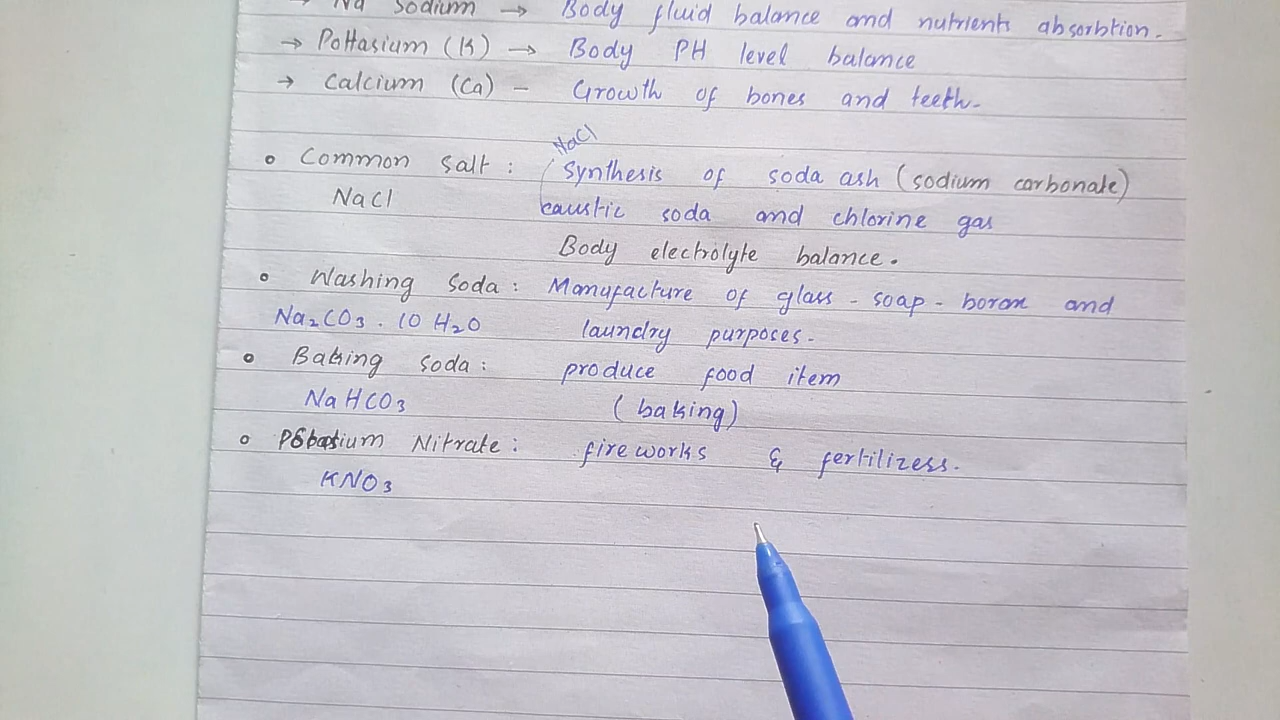 → Na Sodium → Body fluid balance and nutrients absorbtion.
→ Pottasium (K) → Body PH level balance
→ Calcium (Ca) - Growth of bones and teeth.
NaCl
• Common Salt : Synthesis of soda ash (sodium carbonate)
NaCl caustic soda and chlorine gas
Body electrolyte balance.
• Washing Soda : Manufacture of glass - soap - borax and
Na2CO3 . 10 H2O laundry purposes.
• Baking soda : produce food item
NaHCO3 (baking)
• Nitrate : fireworks & fertilizess.
KNO3